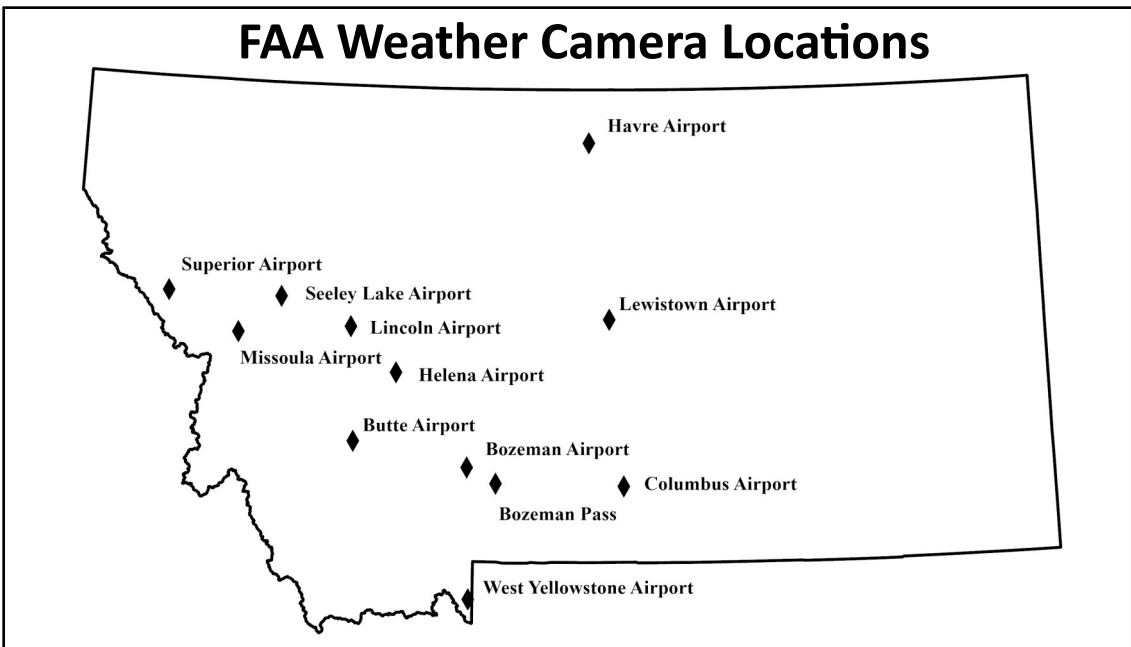 FAA Weather Camera Locations
Havre Airport
Superior Airport
Seeley Lake Airport
Lewistown Airport
Lincoln Airport
Missoula Airport
Helena Airport
Butte Airport
Bozeman Airport
Columbus Airport
Bozeman Pass
West Yellowstone Airport